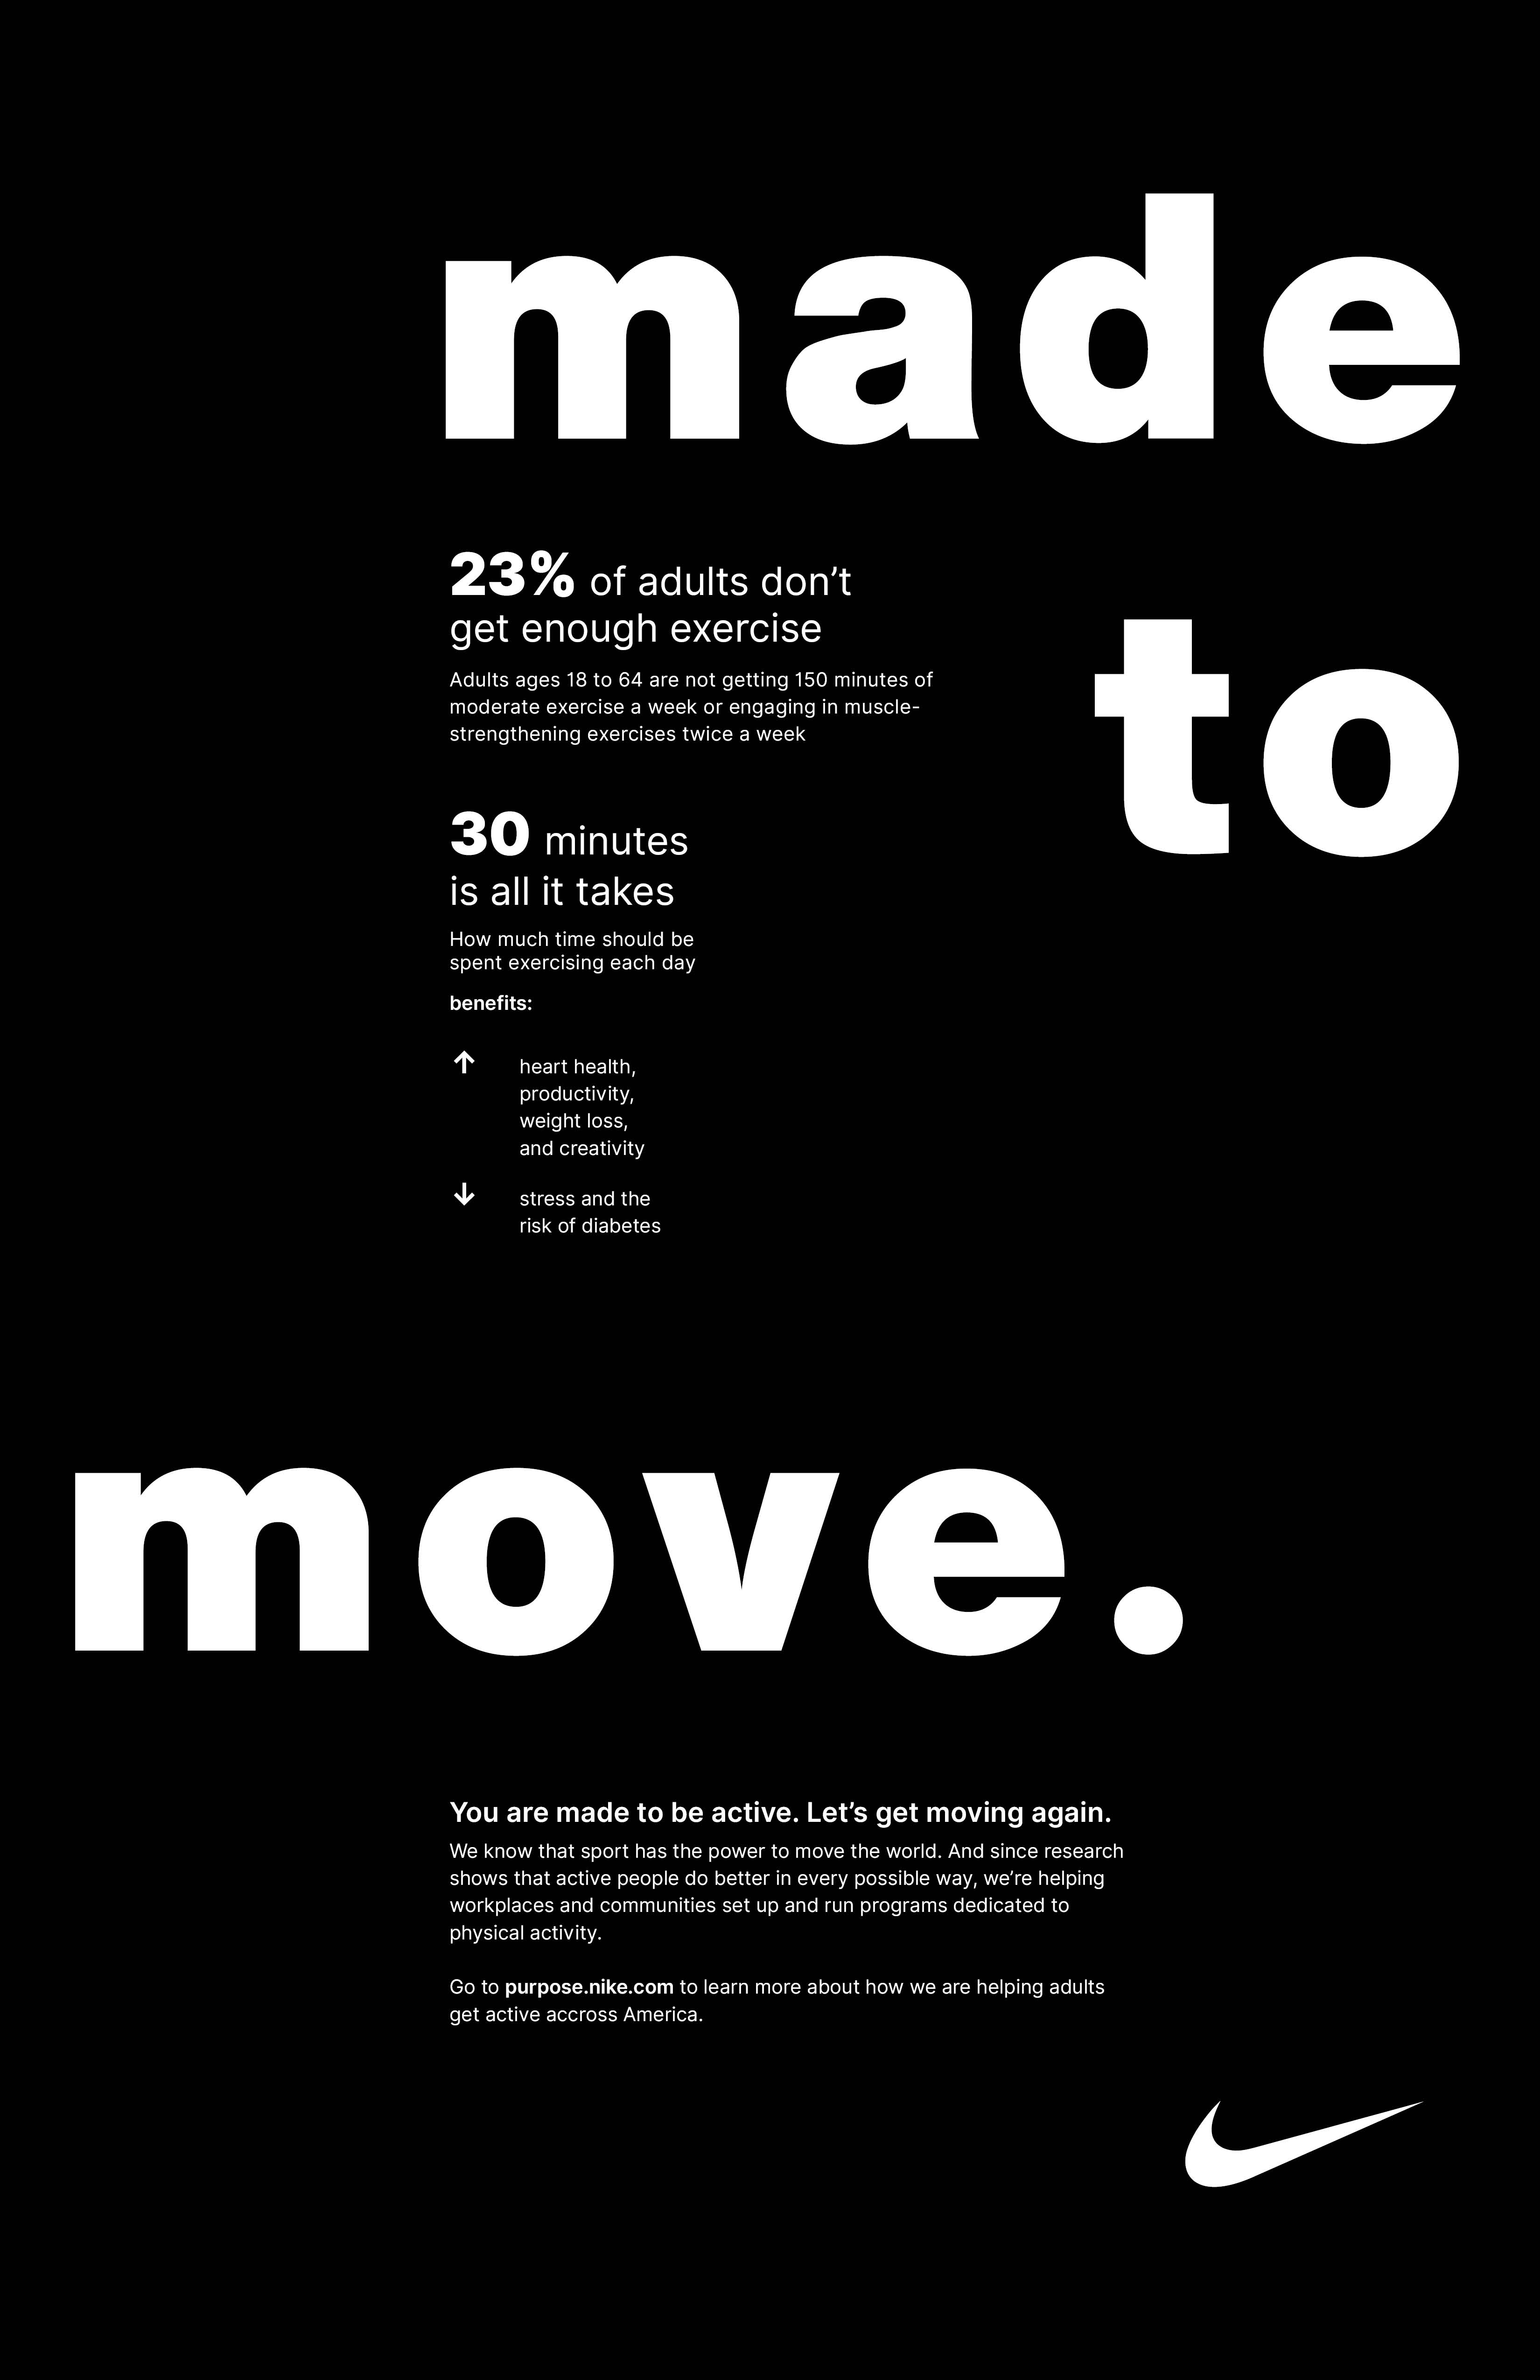 made
23% of adults don’t
get enough exercise
Adults ages 18 to 64 are not getting 150 minutes of
moderate exercise a week or engaging in muscle-
strengthening exercises twice a week
to
30 minutes
is all it takes
How much time should be
spent exercising each day
benefits:
↑ heart health,
productivity,
weight loss,
and creativity
↓ stress and the
risk of diabetes
move.
You are made to be active. Let’s get moving again.
We know that sport has the power to move the world. And since research
shows that active people do better in every possible way, we’re helping
workplaces and communities set up and run programs dedicated to
physical activity.
Go to purpose.nike.com to learn more about how we are helping adults
get active accross America.